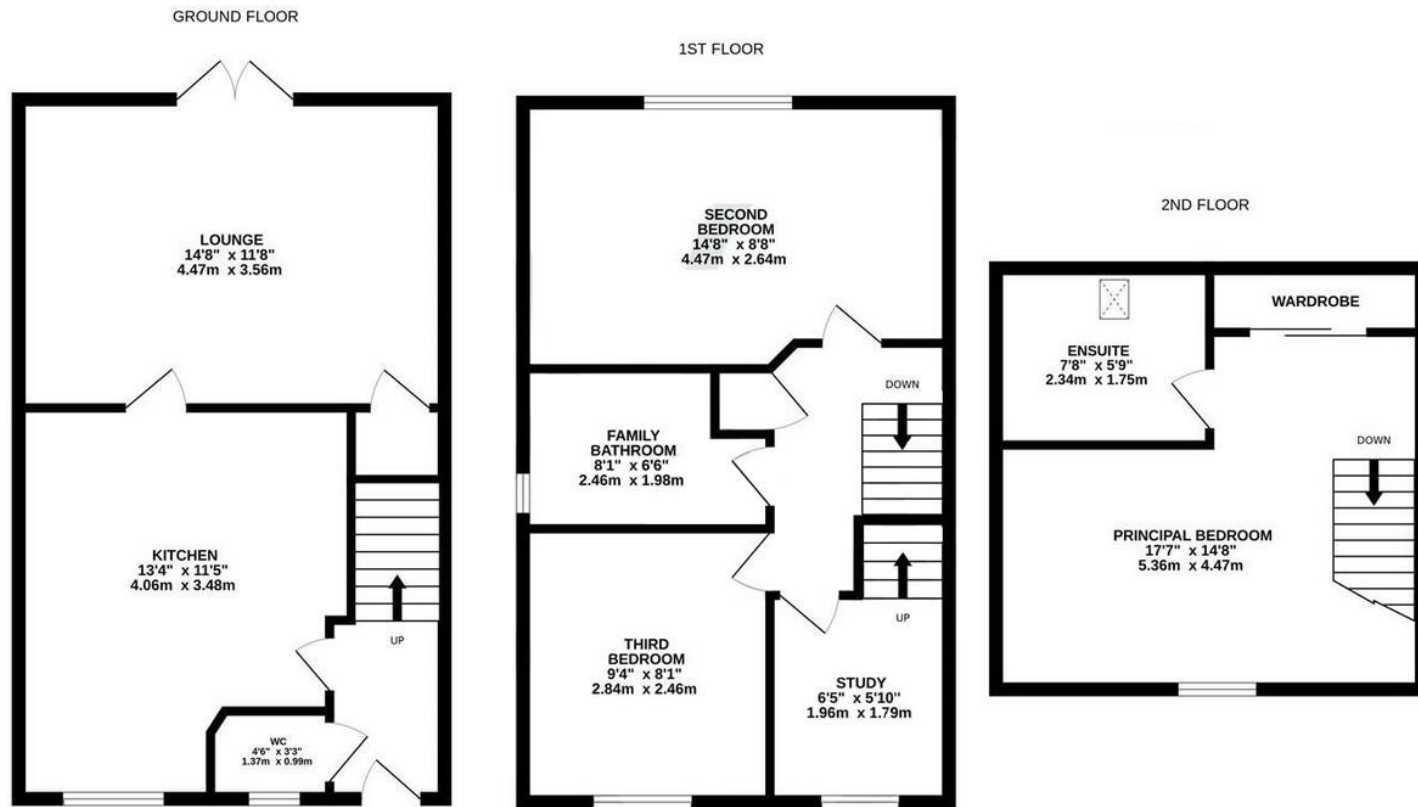 GROUND FLOOR
LOUNGE
14'8" x 11'8"
4.47m x 3.56m
KITCHEN
13'4" x 11'5"
4.06m x 3.48m
UP
WC
4'6" x 3'3"
1.37m x 0.99m
1ST FLOOR
SECOND
BEDROOM
14'8" x 8'8"
4.47m x 2.64m
DOWN
FAMILY
BATHROOM
8'1" x 6'6"
2.46m x 1.98m
UP
THIRD
BEDROOM
9'4" x 8'1"
2.84m x 2.46m
STUDY
6'5" x 5'10"
1.96m x 1.79m
2ND FLOOR
WARDROBE
ENSUITE
7'8" x 5'9"
2.34m x 1.75m
DOWN
PRINCIPAL BEDROOM
17'7" x 14'8"
5.36m x 4.47m